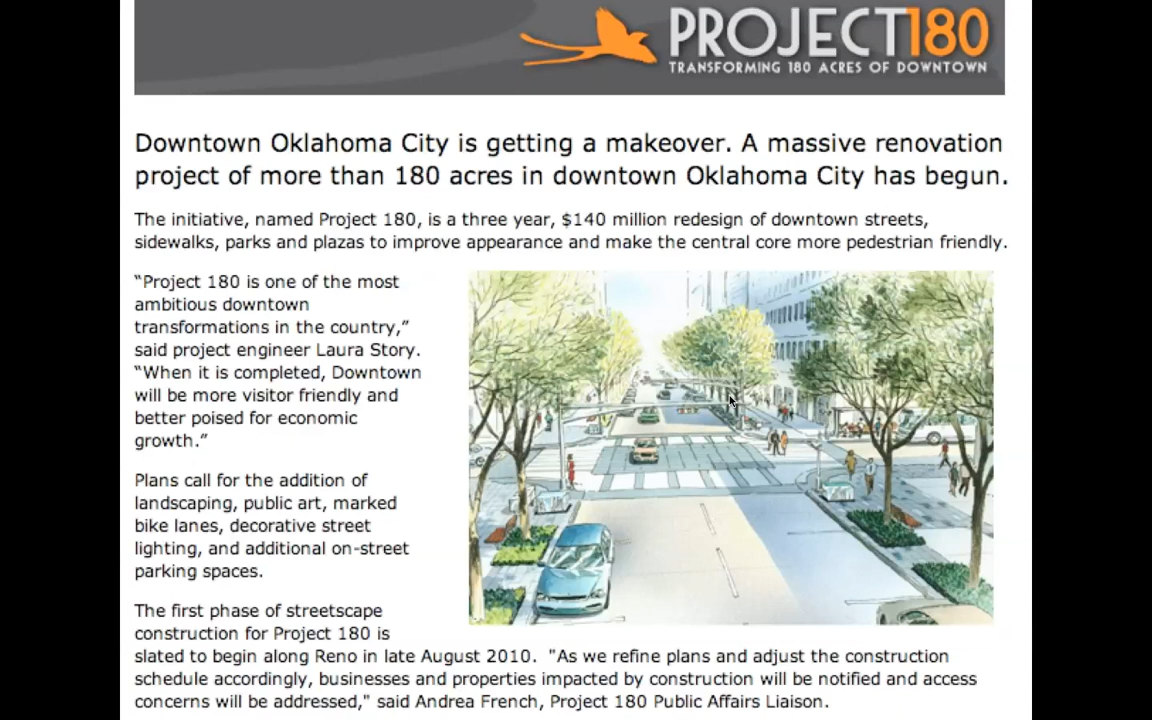 PROJECT180
TRANSFORMING 180 ACRES OF DOWNTOWN
Downtown Oklahoma City is getting a makeover. A massive renovation
project of more than 180 acres in downtown Oklahoma City has begun.
The initiative, named Project 180, is a three year, $140 million redesign of downtown streets,
sidewalks, parks and plazas to improve appearance and make the central core more pedestrian friendly.
“Project 180 is one of the most
ambitious downtown
transformations in the country,”
said project engineer Laura Story.
“When it is completed, Downtown
will be more visitor friendly and
better poised for economic
growth.”
Plans call for the addition of
landscaping, public art, marked
bike lanes, decorative street
lighting, and additional on-street
parking spaces.
The first phase of streetscape
construction for Project 180 is
slated to begin along Reno in late August 2010.  "As we refine plans and adjust the construction
schedule accordingly, businesses and properties impacted by construction will be notified and access
concerns will be addressed," said Andrea French, Project 180 Public Affairs Liaison.